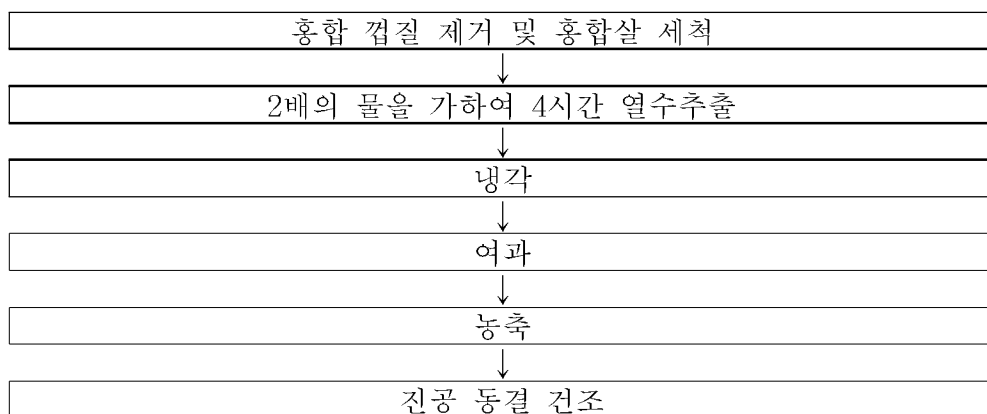 홍합 껍질 제거 및 홍합살 세척
2배의 물을 가하여 4시간 열수추출
냉각
여과
농축
진공 동결 건조